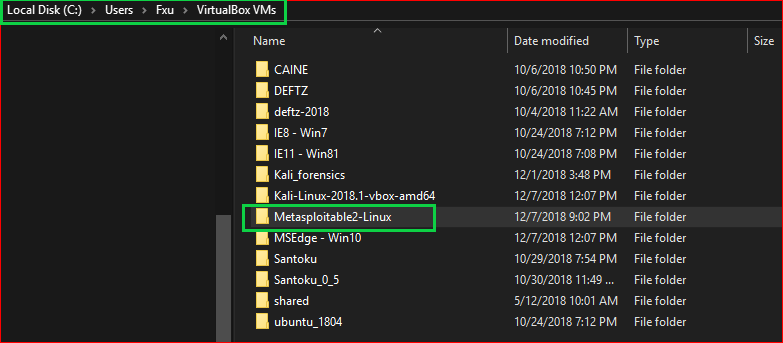 Local Disk (C:) > Users > Fxu > VirtualBox VMs
Name Date modified Type Size
CAINE 10/6/2018 10:50 PM File folder
DEFTZ 10/6/2018 10:45 PM File folder
deftz-2018 10/4/2018 11:22 AM File folder
IE8 - Win7 10/24/2018 7:12 PM File folder
IE11 - Win81 10/24/2018 7:08 PM File folder
Kali_forensics 12/1/2018 3:48 PM File folder
Kali-Linux-2018.1-vbox-amd64 12/7/2018 12:07 PM File folder
Metasploitable2-Linux 12/7/2018 9:02 PM File folder
MSEdge - Win10 12/7/2018 12:07 PM File folder
Santoku 10/29/2018 7:54 PM File folder
Santoku_0_5 10/30/2018 11:49 ... File folder
shared 5/12/2018 10:01 AM File folder
ubuntu_1804 10/24/2018 7:12 PM File folder